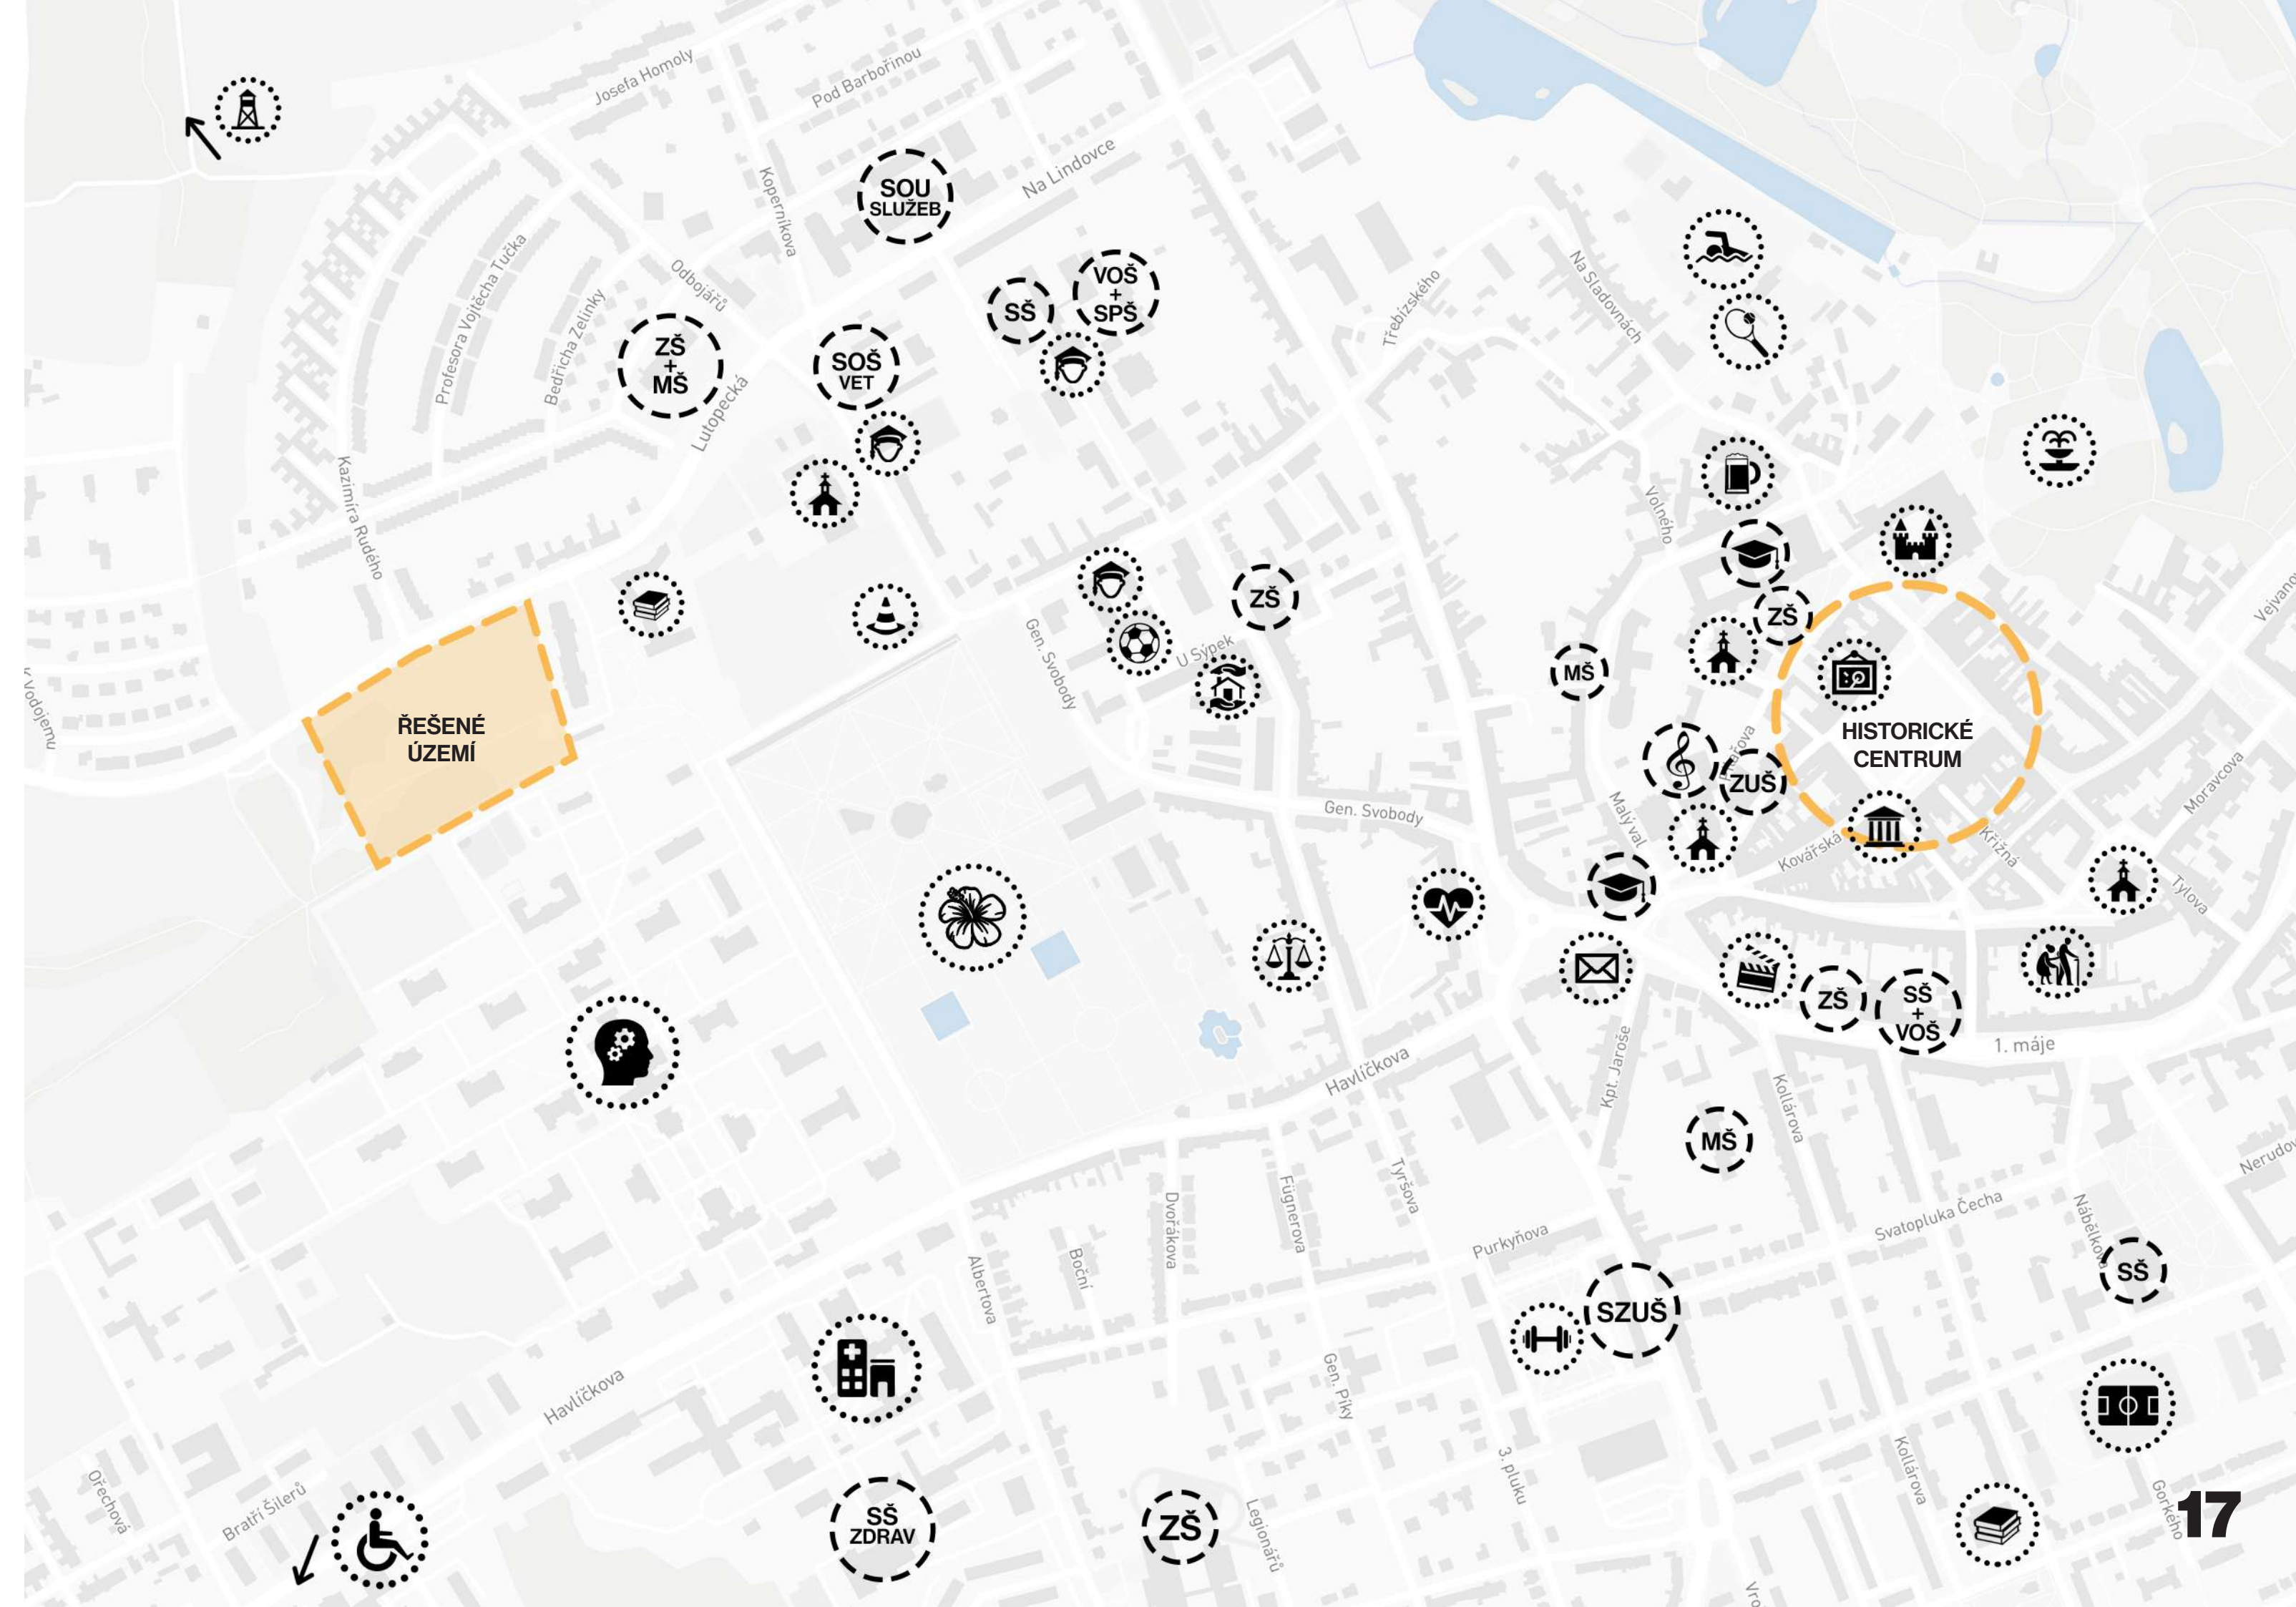 Josefa Homoly
Pod Barbořinou
Na Lindovce
Koperníkova
SOU
SLUŽEB
Odbojářů
Profesora Vojtěcha Tučka
Bedřicha Zelinky
ZŠ
+
MŠ
Lutopecká
SOŠ
VET
SŠ
VOŠ
+
SPŠ
Třebízského
Na Sladovnách
Kazimíra Rudého
Volného
ŘEŠENÉ
ÚZEMÍ
Gen. Svobody
U Sýpek
ZŠ
MŠ
ZŠ
HISTORICKÉ
CENTRUM
ZUŠ
Gen. Svobody
Malý val
Kovářská
Křižná
Moravcova
Tylova
ZŠ
SŠ
+
VOŠ
1. máje
Havlíčkova
Kpt. Jaroše
Kollárova
MŠ
Tyršova
Fügnerova
Dvořákova
Boční
Albertova
Purkyňova
Svatopluka Čecha
SŠ
SZUŠ
Havlíčkova
Gen. Píky
3. pluku
Kollárova
Gorkého
Ořechová
Bratří Šilerů
SŠ
ZDRAV
ZŠ
Legionářů
17